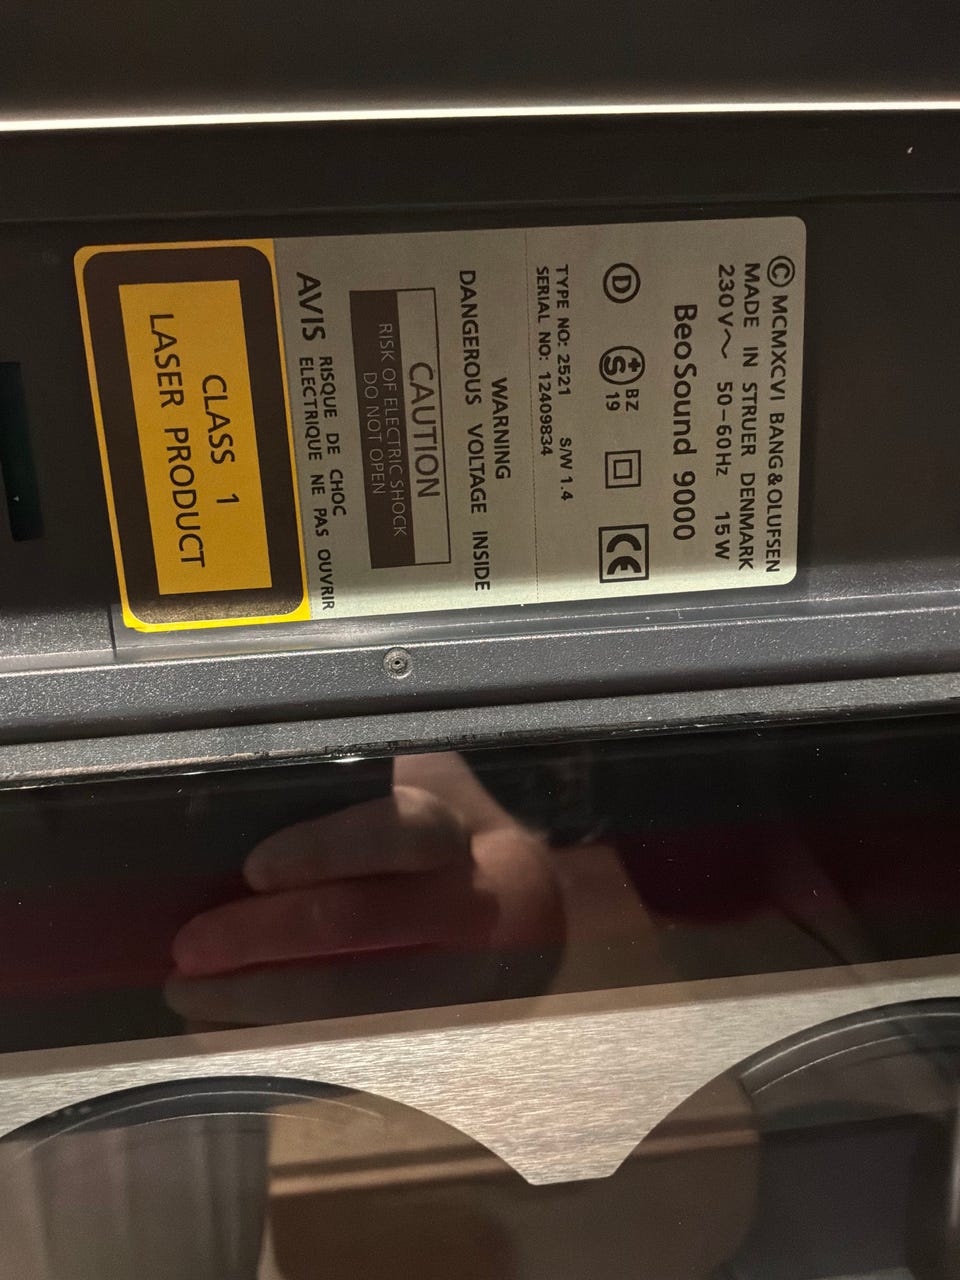 © MCMXCVI BANG & OLUFSEN
MADE IN STRUER DENMARK
230V~ 50-60Hz 15W
BeoSound 9000
D +S BZ 19 CE
TYPE NO: 2521 S/W 1.4
SERIAL NO: 12409834
WARNING
DANGEROUS VOLTAGE INSIDE
CAUTION
RISK OF ELECTRIC SHOCK
DO NOT OPEN
AVIS RISQUE DE CHOC
ELECTRIQUE NE PAS OUVRIR
CLASS 1
LASER PRODUCT